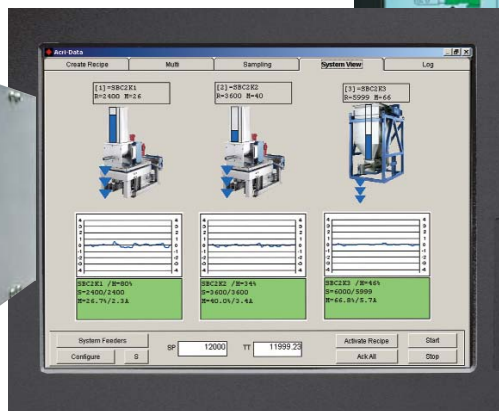 Acri-Data
Create Recipe Multi Sampling System View Log
[1]=SBC2K1
R=2400 M=26
[2]=SBC2K2
R=3600 M=40
[3]=SBC2K3
R=5999 M=66
SBC2K1 /H=80%
S=2400/2400
M=26.7%/2.3A
SBC2K2 /H=34%
S=3600/3600
M=40.0%/3.4A
SBC2K3 /H=46%
S=6000/5999
M=66.8%/5.7A
System Feeders
Configure S
SP 12000 TT 11999.23
Activate Recipe Start
Ack All Stop